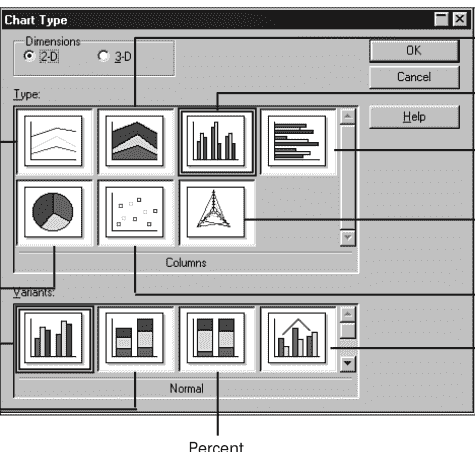 Chart Type
Dimensions
2-D
3-D
OK
Cancel
Help
Type:
Columns
Variants:
Normal
Percent